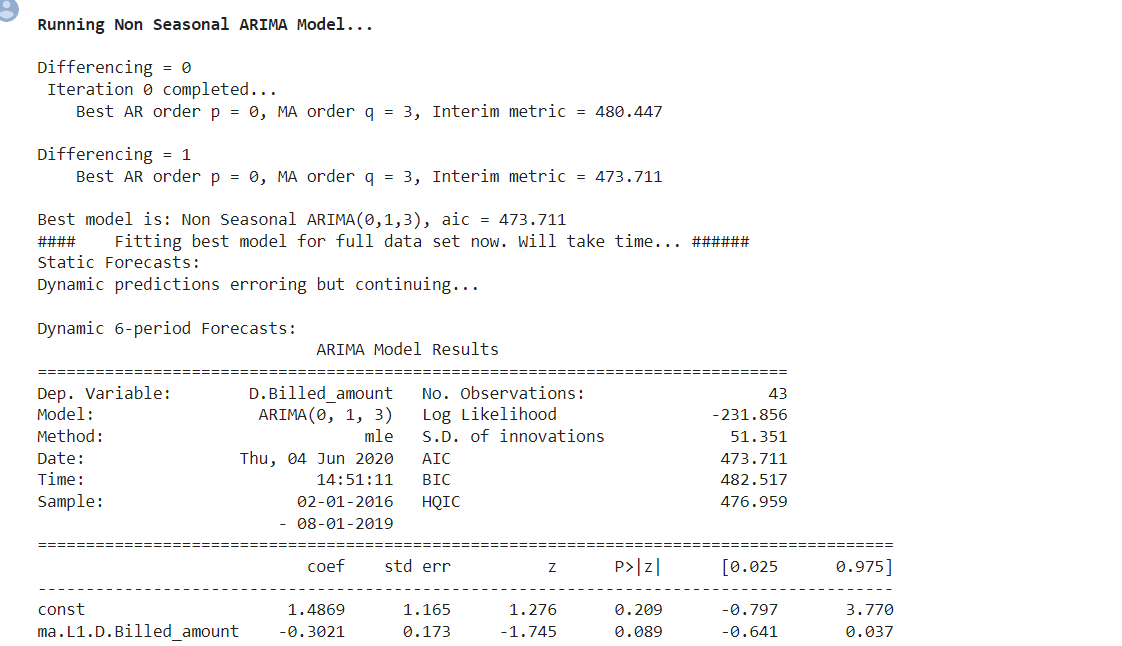 Running Non Seasonal ARIMA Model...
Differencing = 0
Iteration 0 completed...
Best AR order p = 0, MA order q = 3, Interim metric = 480.447
Differencing = 1
Best AR order p = 0, MA order q = 3, Interim metric = 473.711
Best model is: Non Seasonal ARIMA(0,1,3), aic = 473.711
####    Fitting best model for full data set now. Will take time... ######
Static Forecasts:
Dynamic predictions erroring but continuing...
Dynamic 6-period Forecasts:
ARIMA Model Results
==============================================================================
Dep. Variable:        D.Billed_amount   No. Observations:                   43
Model:                 ARIMA(0, 1, 3)   Log Likelihood                -231.856
Method:                           mle   S.D. of innovations             51.351
Date:                Thu, 04 Jun 2020   AIC                            473.711
Time:                        14:51:11   BIC                            482.517
Sample:                    02-01-2016   HQIC                           476.959
- 08-01-2019
=========================================================================================
coef    std err          z      P>|z|      [0.025      0.975]
-----------------------------------------------------------------------------------------
const                     1.4869      1.165      1.276      0.209      -0.797       3.770
ma.L1.D.Billed_amount    -0.3021      0.173     -1.745      0.089      -0.641       0.037